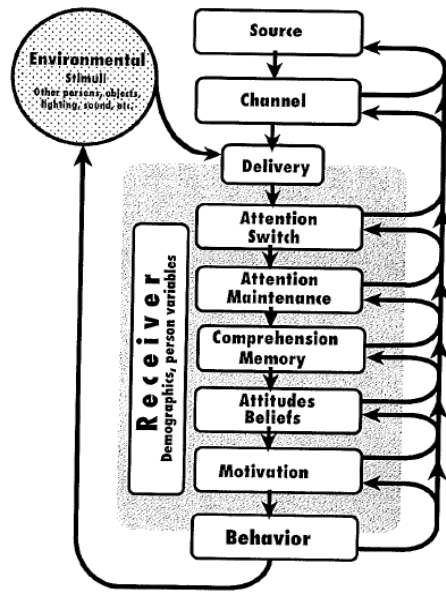 Environmental
Stimuli
Other persons, objects,
lighting, sound, etc.
Source
Channel
Delivery
Attention
Switch
Attention
Maintenance
Comprehension
Memory
Attitudes
Beliefs
Motivation
Behavior
Receiver
Demographics, person variables